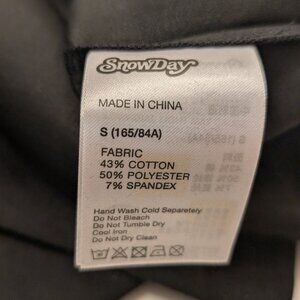 SnowDay
MADE IN CHINA
S (165/84A)
FABRIC
43% COTTON
50% POLYESTER
7% SPANDEX
Hand Wash Cold Separately
Do Not Bleach
Do Not Tumble Dry
Cool Iron
Do Not Dry Clean